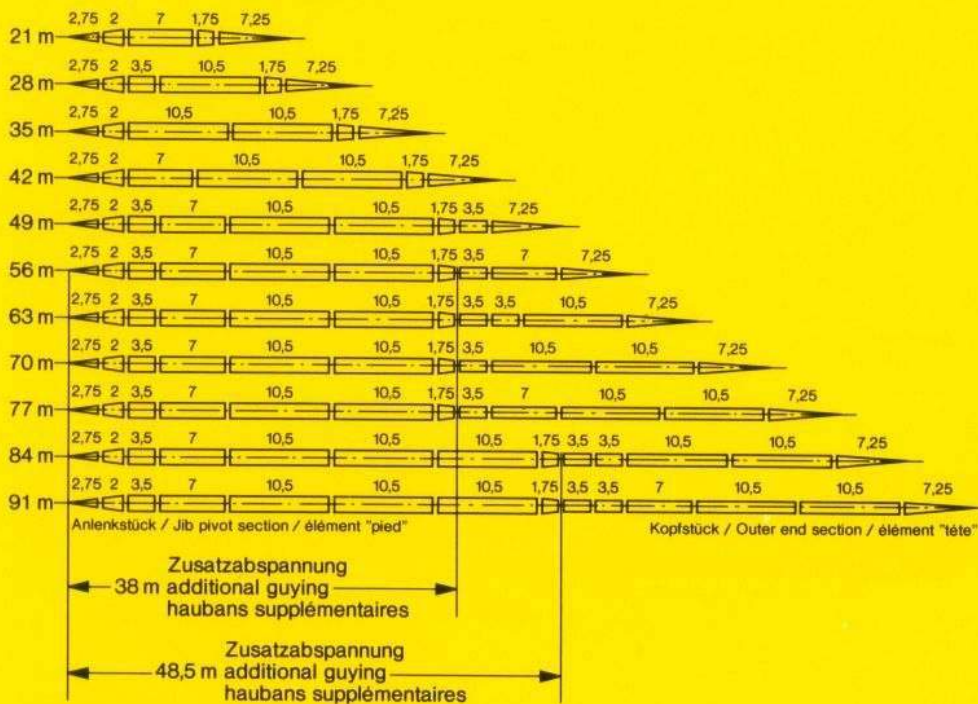 2,75 2 7 1,75 7,25
21 m
2,75 2 3,5 10,5 1,75 7,25
28 m
2,75 2 10,5 10,5 1,75 7,25
35 m
2,75 2 7 10,5 10,5 1,75 7,25
42 m
2,75 2 3,5 7 10,5 10,5 1,75 3,5 7,25
49 m
2,75 2 3,5 7 10,5 10,5 1,75 3,5 7 7,25
56 m
2,75 2 3,5 7 10,5 10,5 1,75 3,5 3,5 10,5 7,25
63 m
2,75 2 3,5 7 10,5 10,5 1,75 3,5 10,5 10,5 7,25
70 m
2,75 2 3,5 7 10,5 10,5 1,75 3,5 7 10,5 10,5 7,25
77 m
2,75 2 3,5 7 10,5 10,5 10,5 1,75 3,5 3,5 10,5 10,5 7,25
84 m
2,75 2 3,5 7 10,5 10,5 10,5 1,75 3,5 3,5 7 10,5 10,5 7,25
91 m
Anlenkstück / Jib pivot section / élément "pied" Kopfstück / Outer end section / élément "tête"
Zusatzabspannung
38 m additional guying
haubans supplémentaires
Zusatzabspannung
48,5 m additional guying
haubans supplémentaires